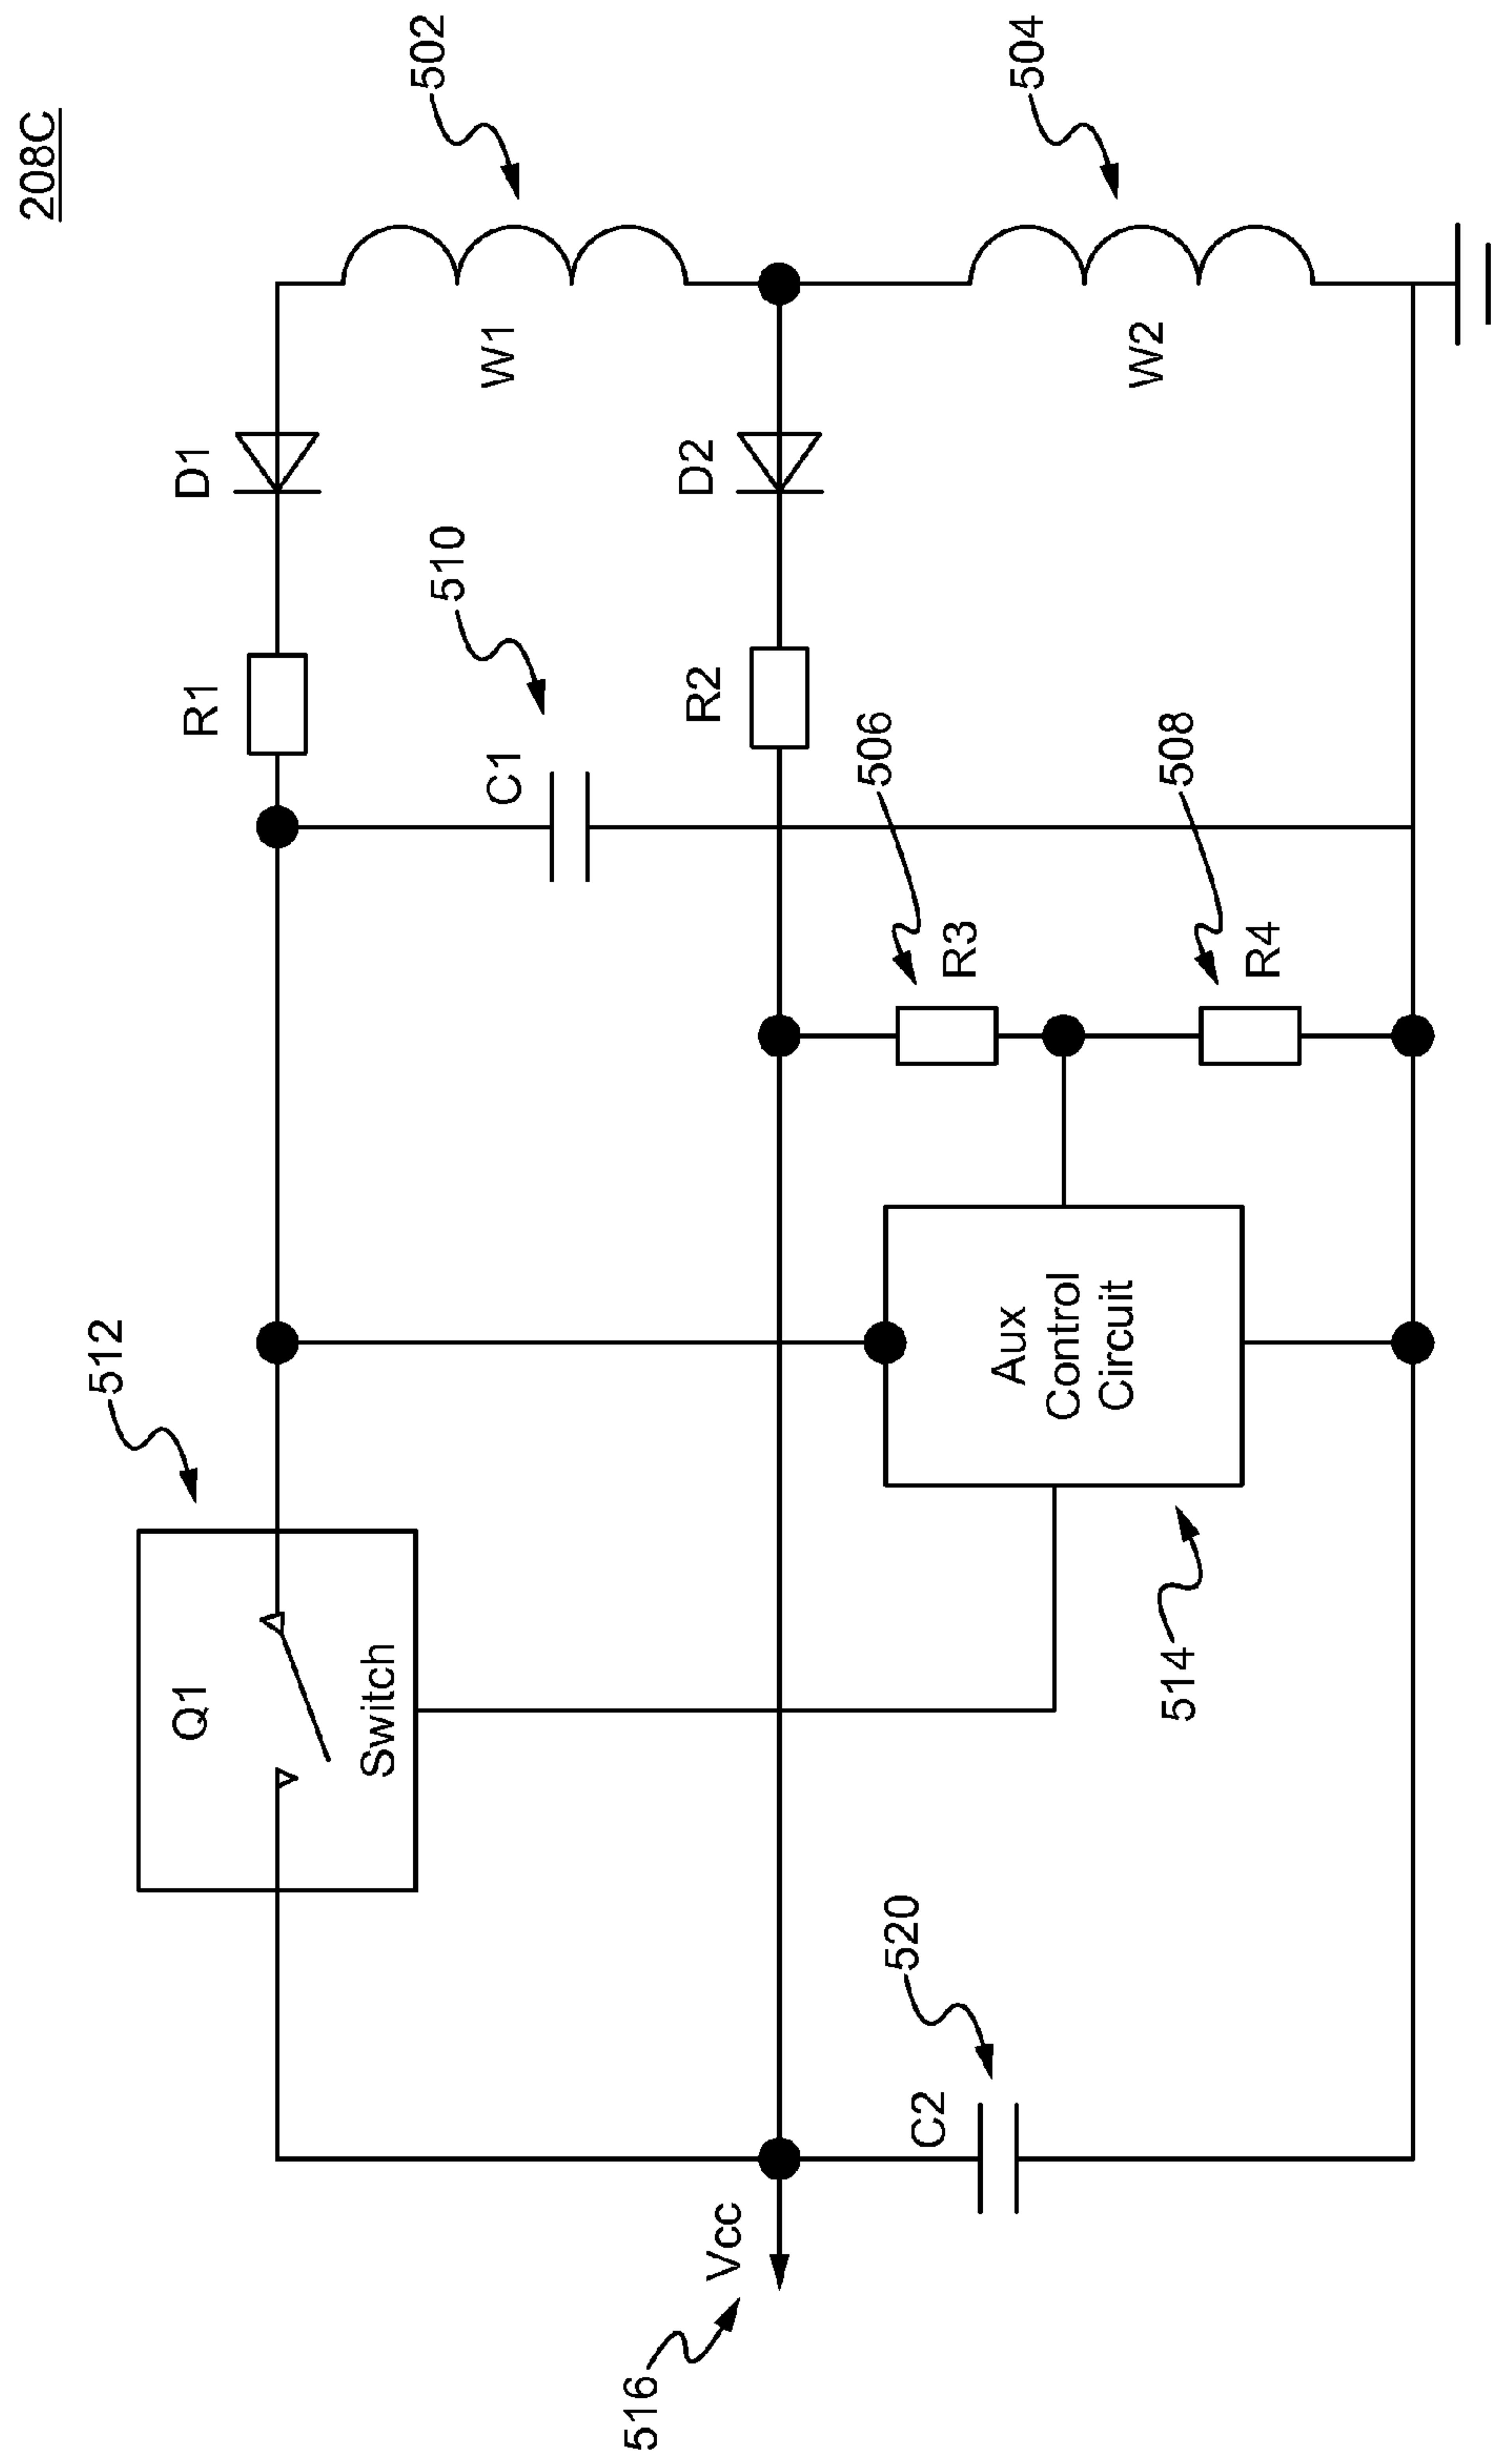 208C
502
504
D1
W1
W2
D2
R1
510
C1
R2
506
508
R3
R4
512
Q1
Switch
Aux
Control
Circuit
514
520
C2
Vcc
516